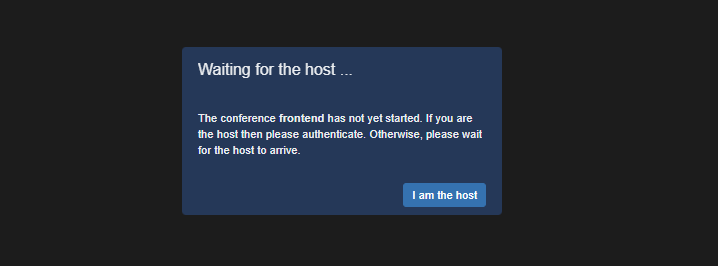 Waiting for the host ...
The conference frontend has not yet started. If you are
the host then please authenticate. Otherwise, please wait
for the host to arrive.
I am the host